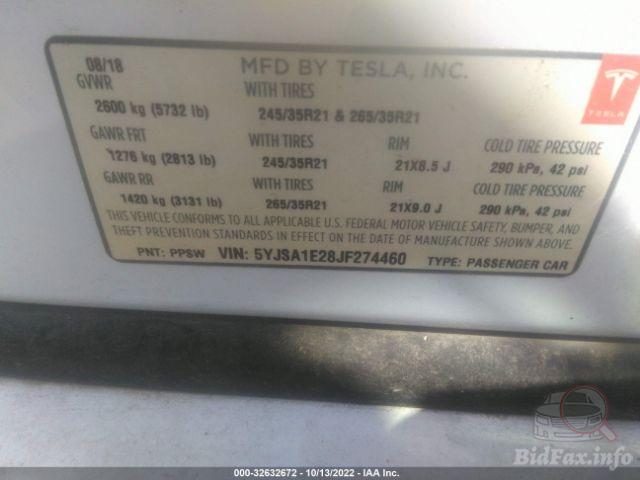 08/18 MFD BY TESLA, INC.
GVWR WITH TIRES
2600 kg (5732 lb) 245/35R21 & 265/35R21
GAWR FRT WITH TIRES RIM COLD TIRE PRESSURE
1276 kg (2813 lb) 245/35R21 21X8.5 J 290 kPa, 42 psi
GAWR RR WITH TIRES RIM COLD TIRE PRESSURE
1420 kg (3131 lb) 265/35R21 21X9.0 J 290 kPa, 42 psi
THIS VEHICLE CONFORMS TO ALL APPLICABLE U.S. FEDERAL MOTOR VEHICLE SAFETY, BUMPER, AND
THEFT PREVENTION STANDARDS IN EFFECT ON THE DATE OF MANUFACTURE SHOWN ABOVE.
PNT: PPSW VIN: 5YJSA1E28JF274460 TYPE: PASSENGER CAR
TESLA
BidFax.info
000-32632672 - 10/13/2022 - IAA Inc.